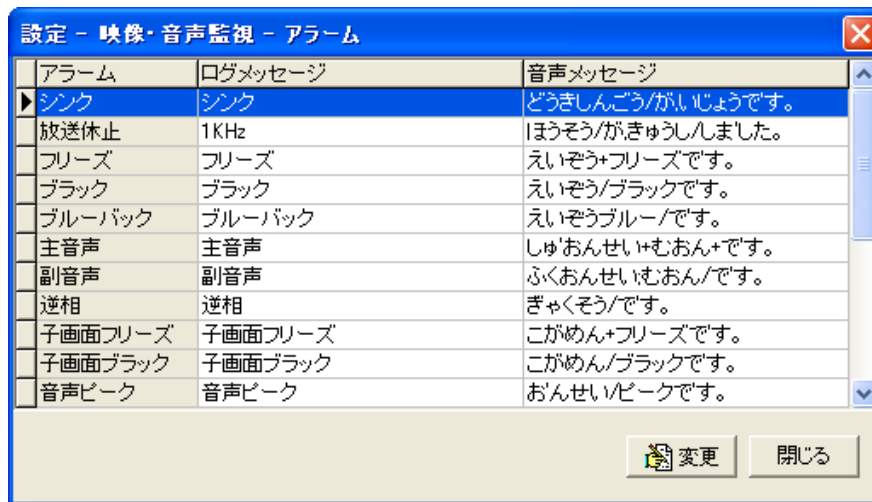 設定 - 映像・音声監視 - アラーム
アラーム ログメッセージ 音声メッセージ
シンク シンク どうきしんごう/が,いじょうで'す。
放送休止 1KHz ほうそう/が,きゅうし/しま'した。
フリーズ フリーズ えいぞう+フリーズで'す。
ブラック ブラック えいぞう/ブラ'ックで'す。
ブルーバック ブルーバック えいぞうブルー/で'す。
主音声 主音声 しゅ'おんせい+むおん+で'す。
副音声 副音声 ふくおんせい;むおん/で'す。
逆相 逆相 ぎゃくそう/で'す。
子画面フリーズ 子画面フリーズ こがめん+フリーズで'す。
子画面ブラック 子画面ブラック こがめん/ブラ'ックで'す。
音声ピーク 音声ピーク お'んせい/ピークで'す。
変更 閉じる